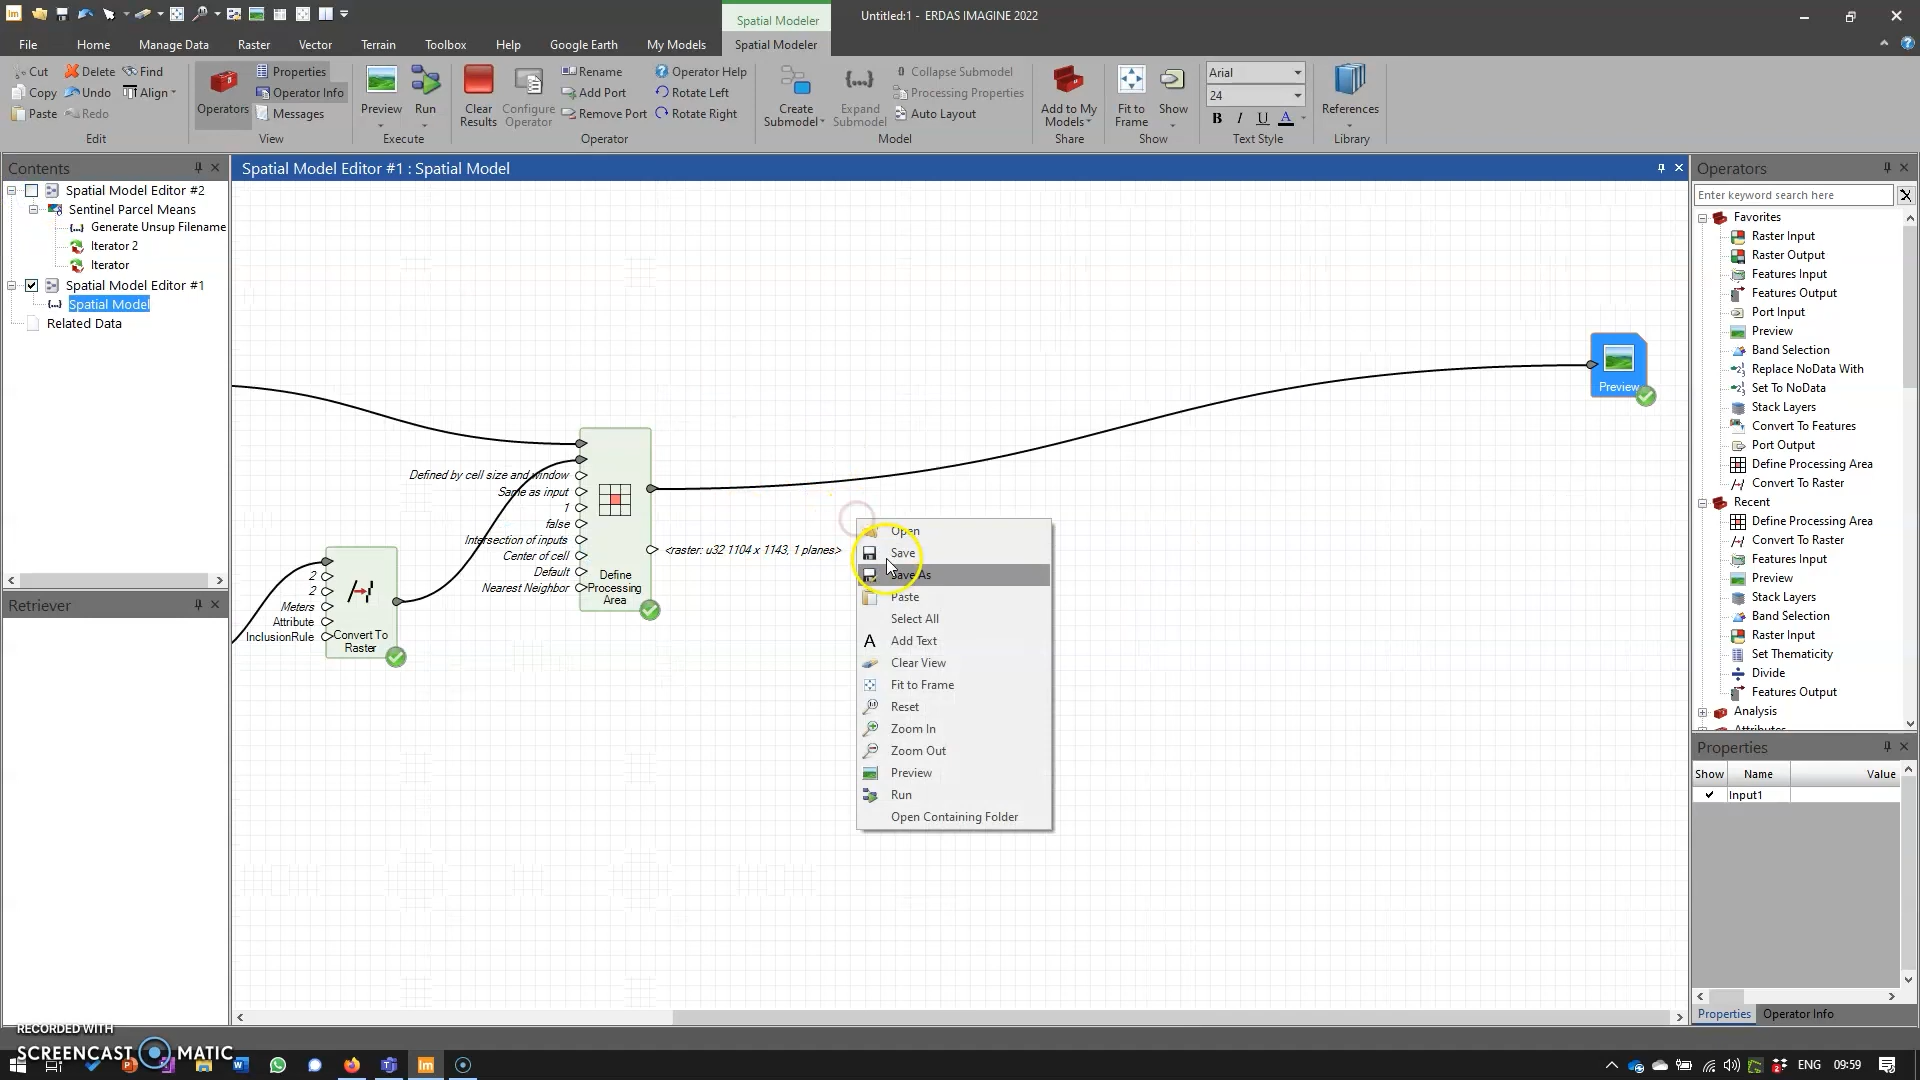 Spatial Modeler
Untitled:1 - ERDAS IMAGINE 2022
File Home Manage Data Raster Vector Terrain Toolbox Help Google Earth My Models Spatial Modeler
Cut Delete Find
Copy Undo Align
Paste Redo
Edit
Operators
Properties
Operator Info
Messages
View
Preview Run
Execute
Clear Results
Configure Operator
Rename
Add Port
Remove Port
Operator Help
Rotate Left
Rotate Right
Operator
Create Submodel
Expand Submodel
Collapse Submodel
Processing Properties
Auto Layout
Model
Add to My Models
Share
Fit to Frame
Show
Show
Arial
24
B I U A
Text Style
References
Library
Contents
Spatial Model Editor #2
Sentinel Parcel Means
Generate Unsup Filename
Iterator 2
Iterator
Spatial Model Editor #1
Spatial Model
Related Data
Retriever
Spatial Model Editor #1 : Spatial Model
Defined by cell size and window
Same as input
1
false
Intersection of inputs
Center of cell
Default
Nearest Neighbor
Define
Processing
Area
<raster: u32 1104 x 1143, 1 planes>
2
2
Meters
Attribute
InclusionRule
Convert To
Raster
Preview
Open
Save
Save As
Paste
Select All
A Add Text
Clear View
Fit to Frame
Reset
Zoom In
Zoom Out
Preview
Run
Open Containing Folder
Operators
Enter keyword search here
Favorites
Raster Input
Raster Output
Features Input
Features Output
Port Input
Preview
Band Selection
Replace NoData With
Set To NoData
Stack Layers
Convert To Features
Port Output
Define Processing Area
Convert To Raster
Recent
Define Processing Area
Convert To Raster
Features Input
Preview
Stack Layers
Band Selection
Raster Input
Set Thematicity
Divide
Features Output
Analysis
Attributes
Properties
Show Name Value
Input1
Properties Operator Info
RECORDED WITH
SCREENCAST MATIC
ENG 09:59